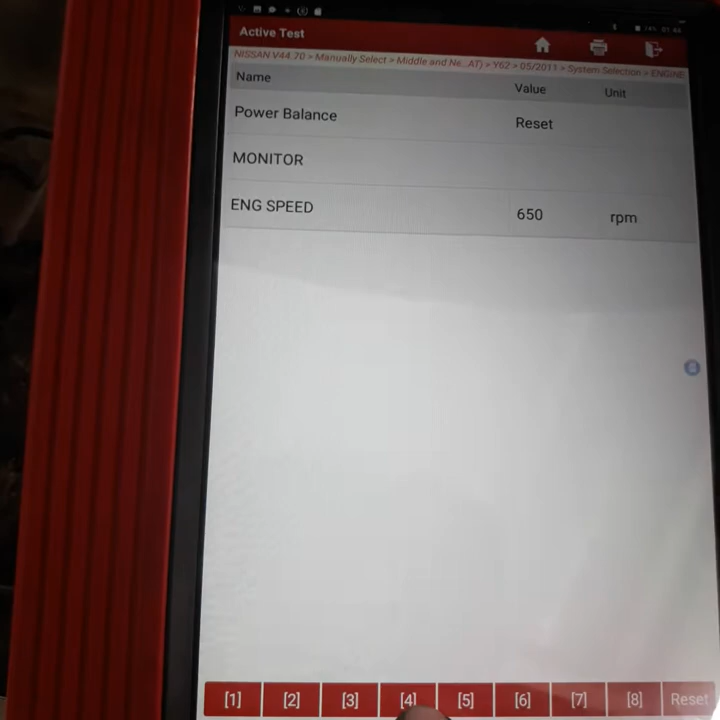 Active Test
NISSAN V44.70 > Manually Select > Middle and Ne...AT) > Y62 > 05/2011 > System Selection > ENGINE
Name Value Unit
Power Balance Reset
MONITOR
ENG SPEED 650 rpm
[1] [2] [3] [4] [5] [6] [7] [8] Reset